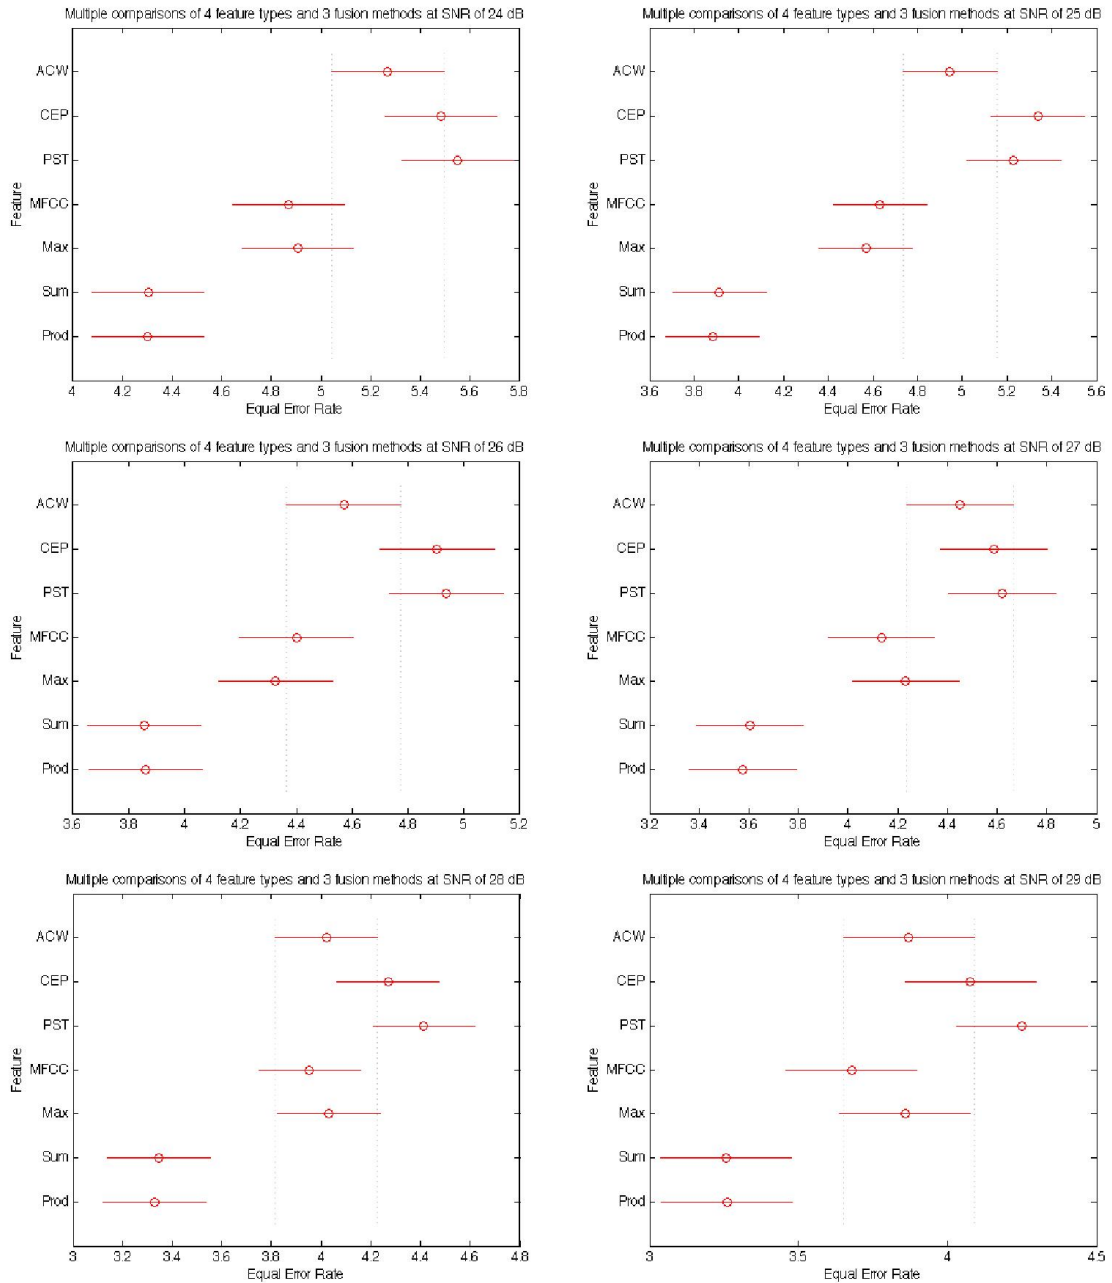 Multiple comparisons of 4 feature types and 3 fusion methods at SNR of 24 dB
ACW
CEP
PST
MFCC
Max
Sum
Prod
Feature
4 4.2 4.4 4.6 4.8 5 5.2 5.4 5.6 5.8
Equal Error Rate
Multiple comparisons of 4 feature types and 3 fusion methods at SNR of 25 dB
ACW
CEP
PST
MFCC
Max
Sum
Prod
Feature
3.6 3.8 4 4.2 4.4 4.6 4.8 5 5.2 5.4 5.6
Equal Error Rate
Multiple comparisons of 4 feature types and 3 fusion methods at SNR of 26 dB
ACW
CEP
PST
MFCC
Max
Sum
Prod
Feature
3.6 3.8 4 4.2 4.4 4.6 4.8 5 5.2
Equal Error Rate
Multiple comparisons of 4 feature types and 3 fusion methods at SNR of 27 dB
ACW
CEP
PST
MFCC
Max
Sum
Prod
Feature
3.2 3.4 3.6 3.8 4 4.2 4.4 4.6 4.8 5
Equal Error Rate
Multiple comparisons of 4 feature types and 3 fusion methods at SNR of 28 dB
ACW
CEP
PST
MFCC
Max
Sum
Prod
Feature
3 3.2 3.4 3.6 3.8 4 4.2 4.4 4.6 4.8
Equal Error Rate
Multiple comparisons of 4 feature types and 3 fusion methods at SNR of 29 dB
ACW
CEP
PST
MFCC
Max
Sum
Prod
Feature
3 3.5 4 4.5
Equal Error Rate